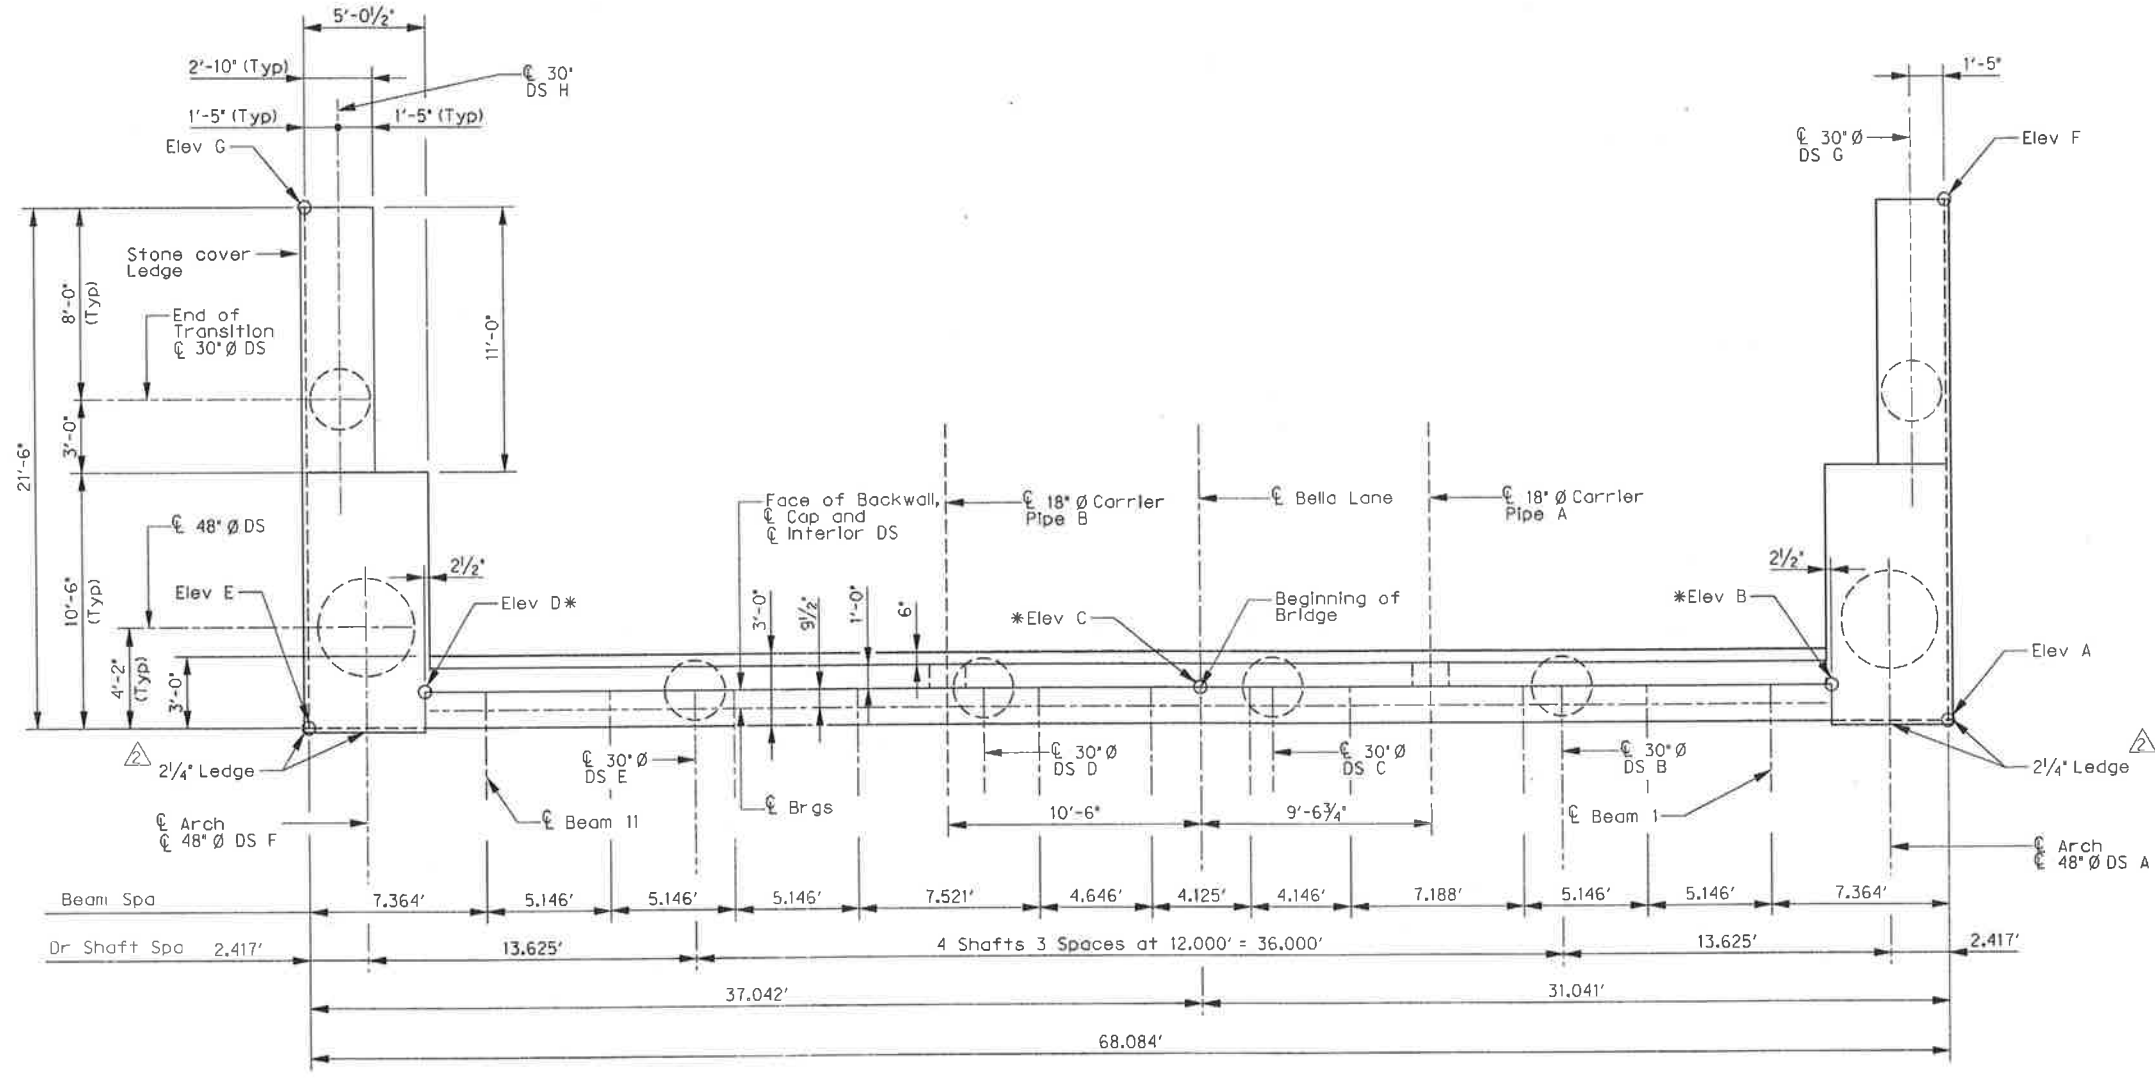 5'-0½"
2'-10" (Typ)
℄ 30"
DS H
1'-5"
1'-5" (Typ)
1'-5" (Typ)
Elev G
℄ 30" Ø
DS G
Elev F
Stone cover
Ledge
8'-0"
(Typ)
End of
Transition
℄ 30" Ø DS
11'-0"
3'-0"
21'-6"
Face of Backwall,
℄ Cap and
℄ Interior DS
℄ 18" Ø Carrier
Pipe B
℄ Bella Lane
℄ 18" Ø Carrier
Pipe A
℄ 48" Ø DS
2½"
2½"
10'-6"
(Typ)
Elev E
Elev D*
3'-0"
9½"
1'-0"
6"
*Elev C
Beginning of
Bridge
*Elev B
4'-2"
(Typ)
3'-0"
Elev A
2
2¼" Ledge
℄ 30" Ø
DS E
℄ 30" Ø
DS D
℄ 30" Ø
DS C
℄ 30" Ø
DS B
2
2¼" Ledge
℄ Arch
℄ 48" Ø DS F
℄ Beam 11
℄ Brgs
10'-6"
9'-6¾"
℄ Beam 1
℄ Arch
℄ 48" Ø DS A
Beam Spa 7.364' 5.146' 5.146' 5.146' 7.521' 4.646' 4.125' 4.146' 7.188' 5.146' 5.146' 7.364'
Dr Shaft Spa 2.417' 13.625' 4 Shafts 3 Spaces at 12.000' = 36.000' 13.625' 2.417'
37.042' 31.041'
68.084'